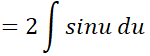 = 2 ∫ sinu du